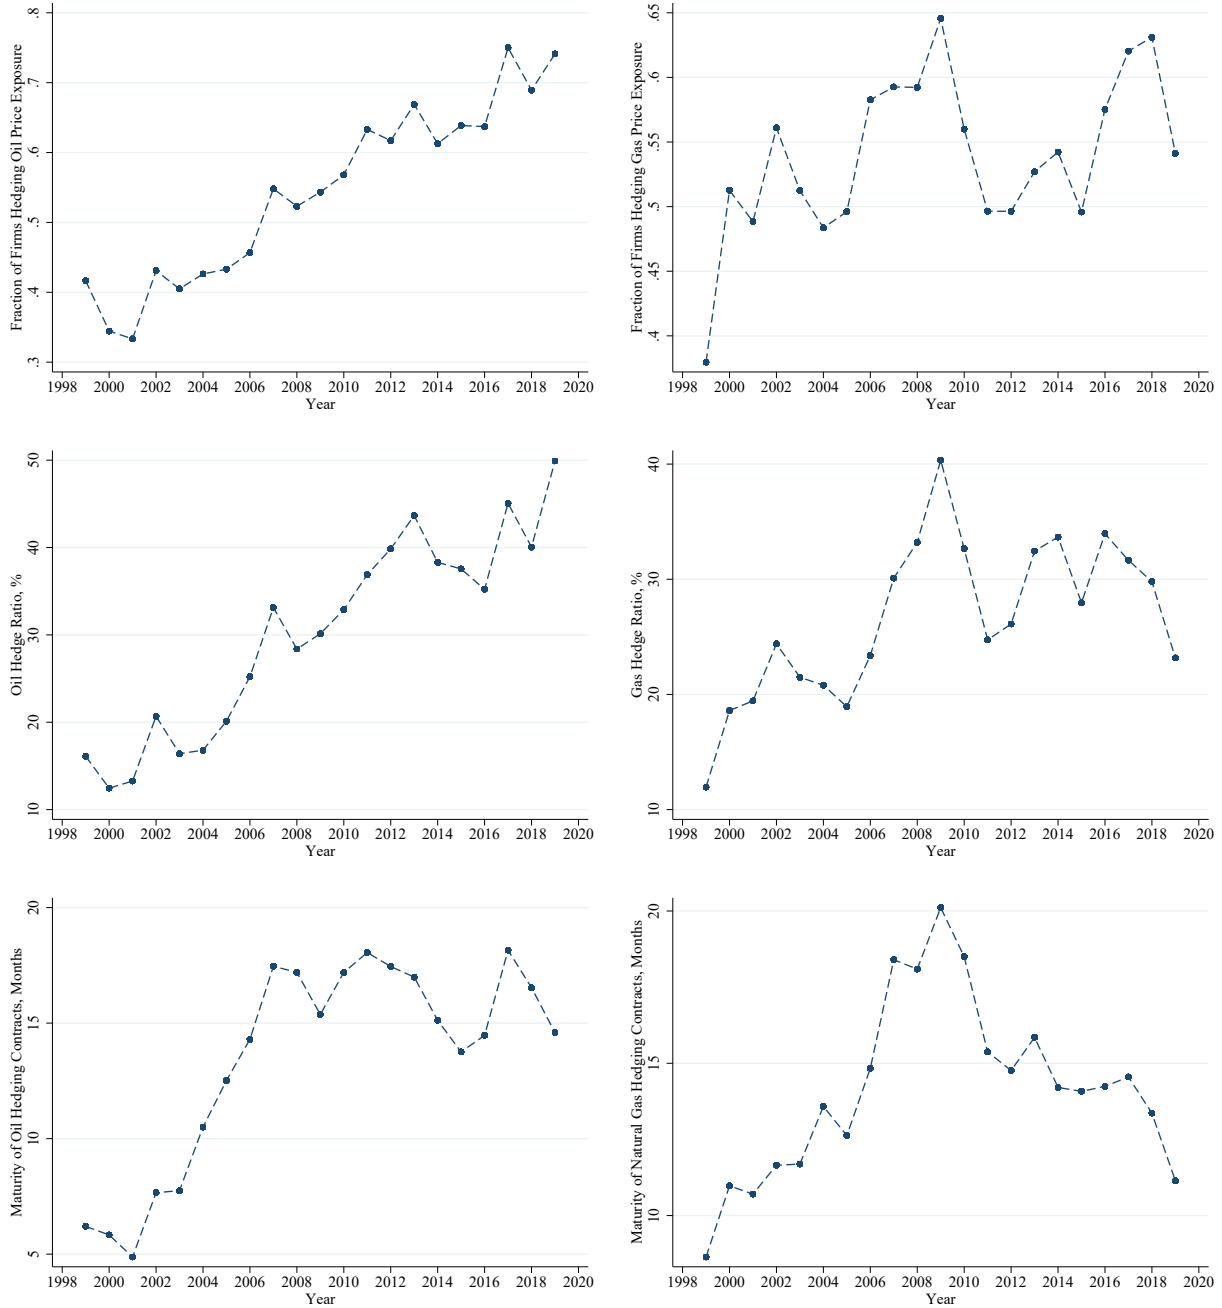 Fraction of Firms Hedging Oil Price Exposure
.8
.7
.6
.5
.4
.3
1998 2000 2002 2004 2006 2008 2010 2012 2014 2016 2018 2020
Year
Fraction of Firms Hedging Gas Price Exposure
.65
.6
.55
.5
.45
.4
1998 2000 2002 2004 2006 2008 2010 2012 2014 2016 2018 2020
Year
Oil Hedge Ratio, %
50
40
30
20
10
1998 2000 2002 2004 2006 2008 2010 2012 2014 2016 2018 2020
Year
Gas Hedge Ratio, %
40
30
20
10
1998 2000 2002 2004 2006 2008 2010 2012 2014 2016 2018 2020
Year
Maturity of Oil Hedging Contracts, Months
20
15
10
5
1998 2000 2002 2004 2006 2008 2010 2012 2014 2016 2018 2020
Year
Maturity of Natural Gas Hedging Contracts, Months
20
15
10
1998 2000 2002 2004 2006 2008 2010 2012 2014 2016 2018 2020
Year